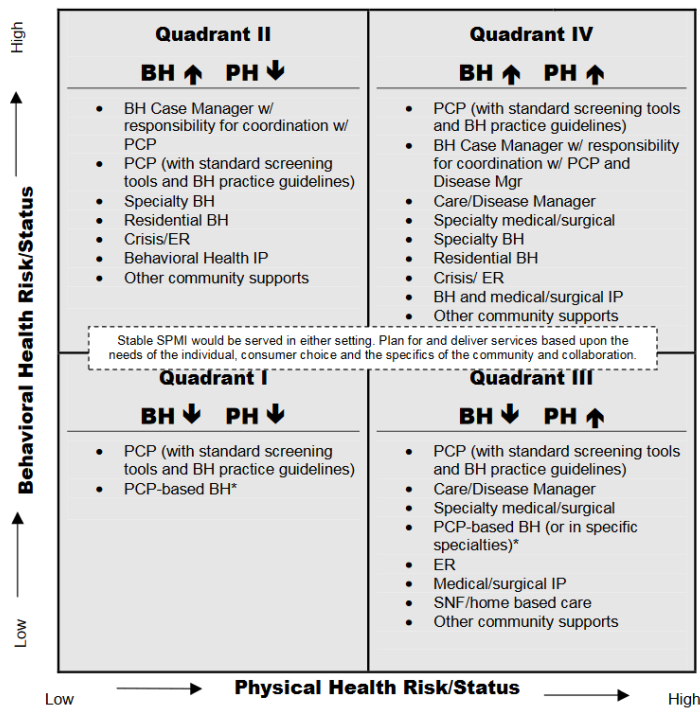 High
Behavioral Health Risk/Status
Low
Quadrant II
BH PH
• BH Case Manager w/
responsibility for coordination w/
PCP
• PCP (with standard screening
tools and BH practice guidelines)
• Specialty BH
• Residential BH
• Crisis/ER
• Behavioral Health IP
• Other community supports
Quadrant IV
BH PH
• PCP (with standard screening tools
and BH practice guidelines)
• BH Case Manager w/ responsibility
for coordination w/ PCP and
Disease Mgr
• Care/Disease Manager
• Specialty medical/surgical
• Specialty BH
• Residential BH
• Crisis/ ER
• BH and medical/surgical IP
• Other community supports
Stable SPMI would be served in either setting. Plan for and deliver services based upon the
needs of the individual, consumer choice and the specifics of the community and collaboration.
Quadrant I
BH PH
• PCP (with standard screening
tools and BH practice guidelines)
• PCP-based BH*
Quadrant III
BH PH
• PCP (with standard screening tools
and BH practice guidelines)
• Care/Disease Manager
• Specialty medical/surgical
• PCP-based BH (or in specific
specialties)*
• ER
• Medical/surgical IP
• SNF/home based care
• Other community supports
Low
Physical Health Risk/Status
High